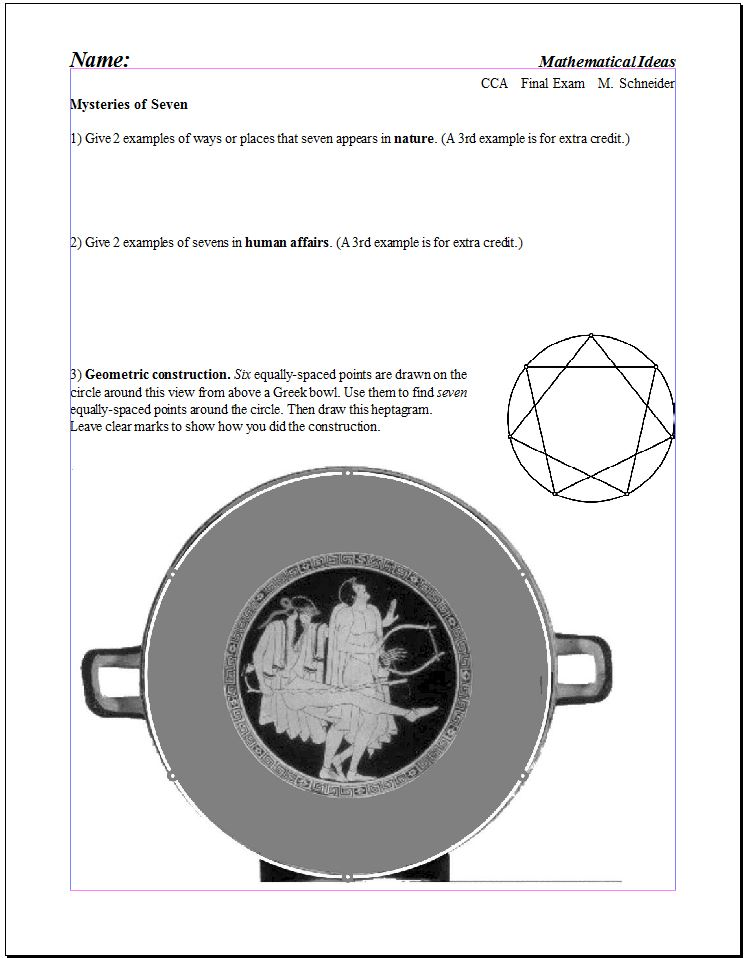 Name: Mathematical Ideas
CCA Final Exam M. Schneider
Mysteries of Seven
1) Give 2 examples of ways or places that seven appears in nature. (A 3rd example is for extra credit.)
2) Give 2 examples of sevens in human affairs. (A 3rd example is for extra credit.)
3) Geometric construction. Six equally-spaced points are drawn on the
circle around this view from above a Greek bowl. Use them to find seven
equally-spaced points around the circle. Then draw this heptagram.
Leave clear marks to show how you did the construction.